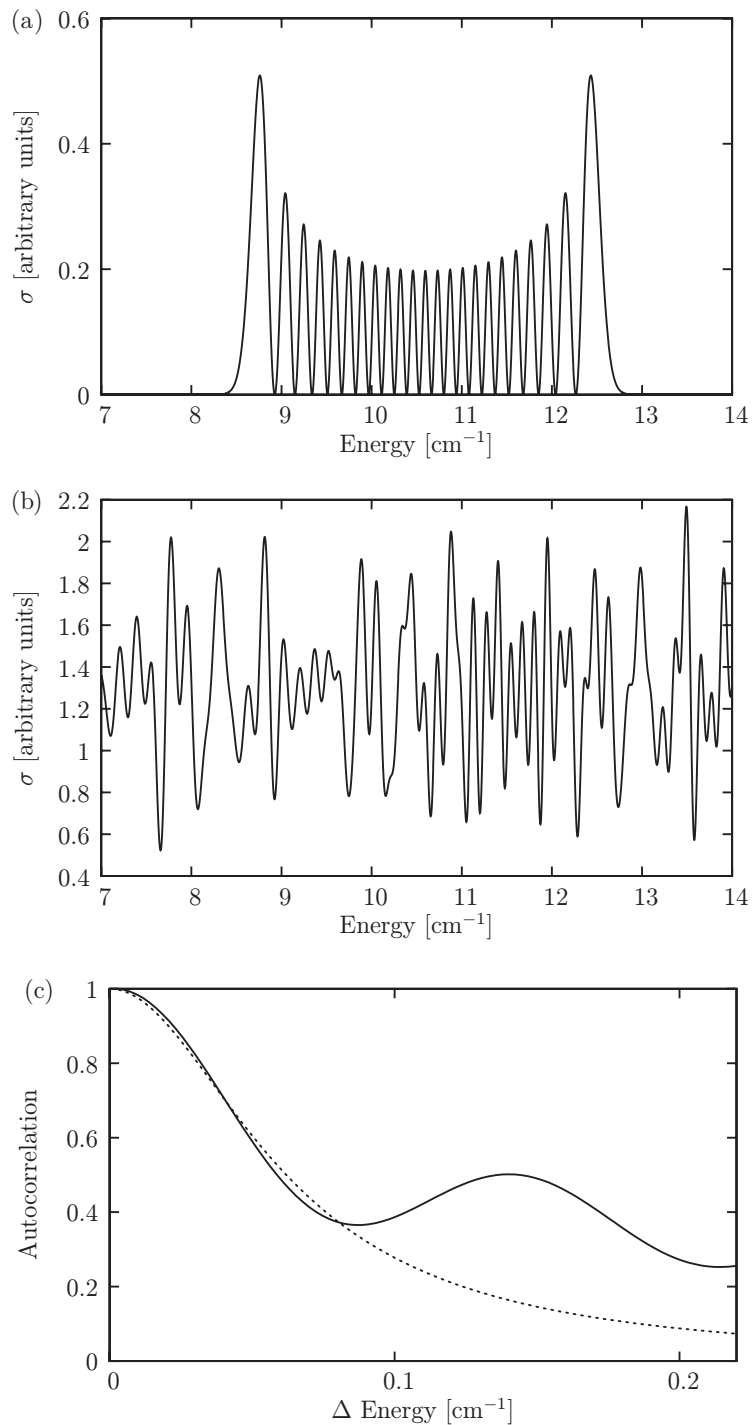 (a)
0.6
0.4
0.2
0
σ [arbitrary units]
7 8 9 10 11 12 13 14
Energy [cm⁻¹]
(b)
2.2
2
1.8
1.6
1.4
1.2
1
0.8
0.6
0.4
σ [arbitrary units]
7 8 9 10 11 12 13 14
Energy [cm⁻¹]
(c)
1
0.8
0.6
0.4
0.2
0
Autocorrelation
0 0.1 0.2
Δ Energy [cm⁻¹]